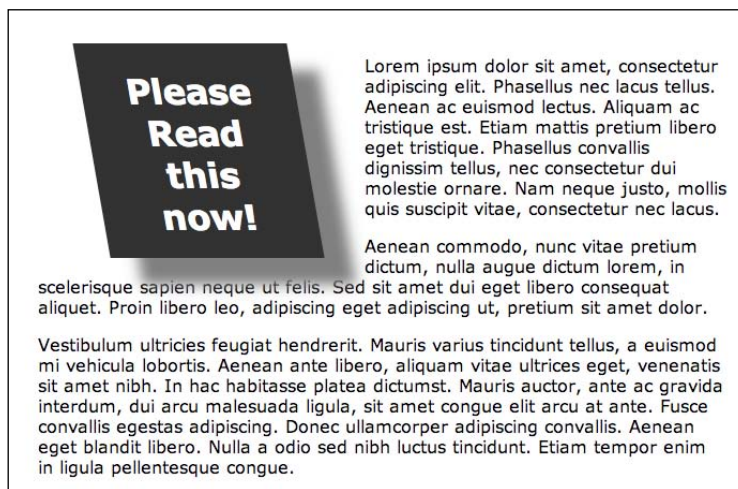 Please
Read
this
now!
Lorem ipsum dolor sit amet, consectetur
adipiscing elit. Phasellus nec lacus tellus.
Aenean ac euismod lectus. Aliquam ac
tristique est. Etiam mattis pretium libero
eget tristique. Phasellus convallis
dignissim tellus, nec consectetur dui
molestie ornare. Nam neque justo, mollis
quis suscipit vitae, consectetur nec lacus.
Aenean commodo, nunc vitae pretium
dictum, nulla augue dictum lorem, in
scelerisque sapien neque ut felis. Sed sit amet dui eget libero consequat
aliquet. Proin libero leo, adipiscing eget adipiscing ut, pretium sit amet dolor.
Vestibulum ultricies feugiat hendrerit. Mauris varius tincidunt tellus, a euismod
mi vehicula lobortis. Aenean ante libero, aliquam vitae ultrices eget, venenatis
sit amet nibh. In hac habitasse platea dictumst. Mauris auctor, ante ac gravida
interdum, dui arcu malesuada ligula, sit amet congue elit arcu at ante. Fusce
convallis egestas adipiscing. Donec ullamcorper adipiscing convallis. Aenean
eget blandit libero. Nulla a odio sed nibh luctus tincidunt. Etiam tempor enim
in ligula pellentesque congue.